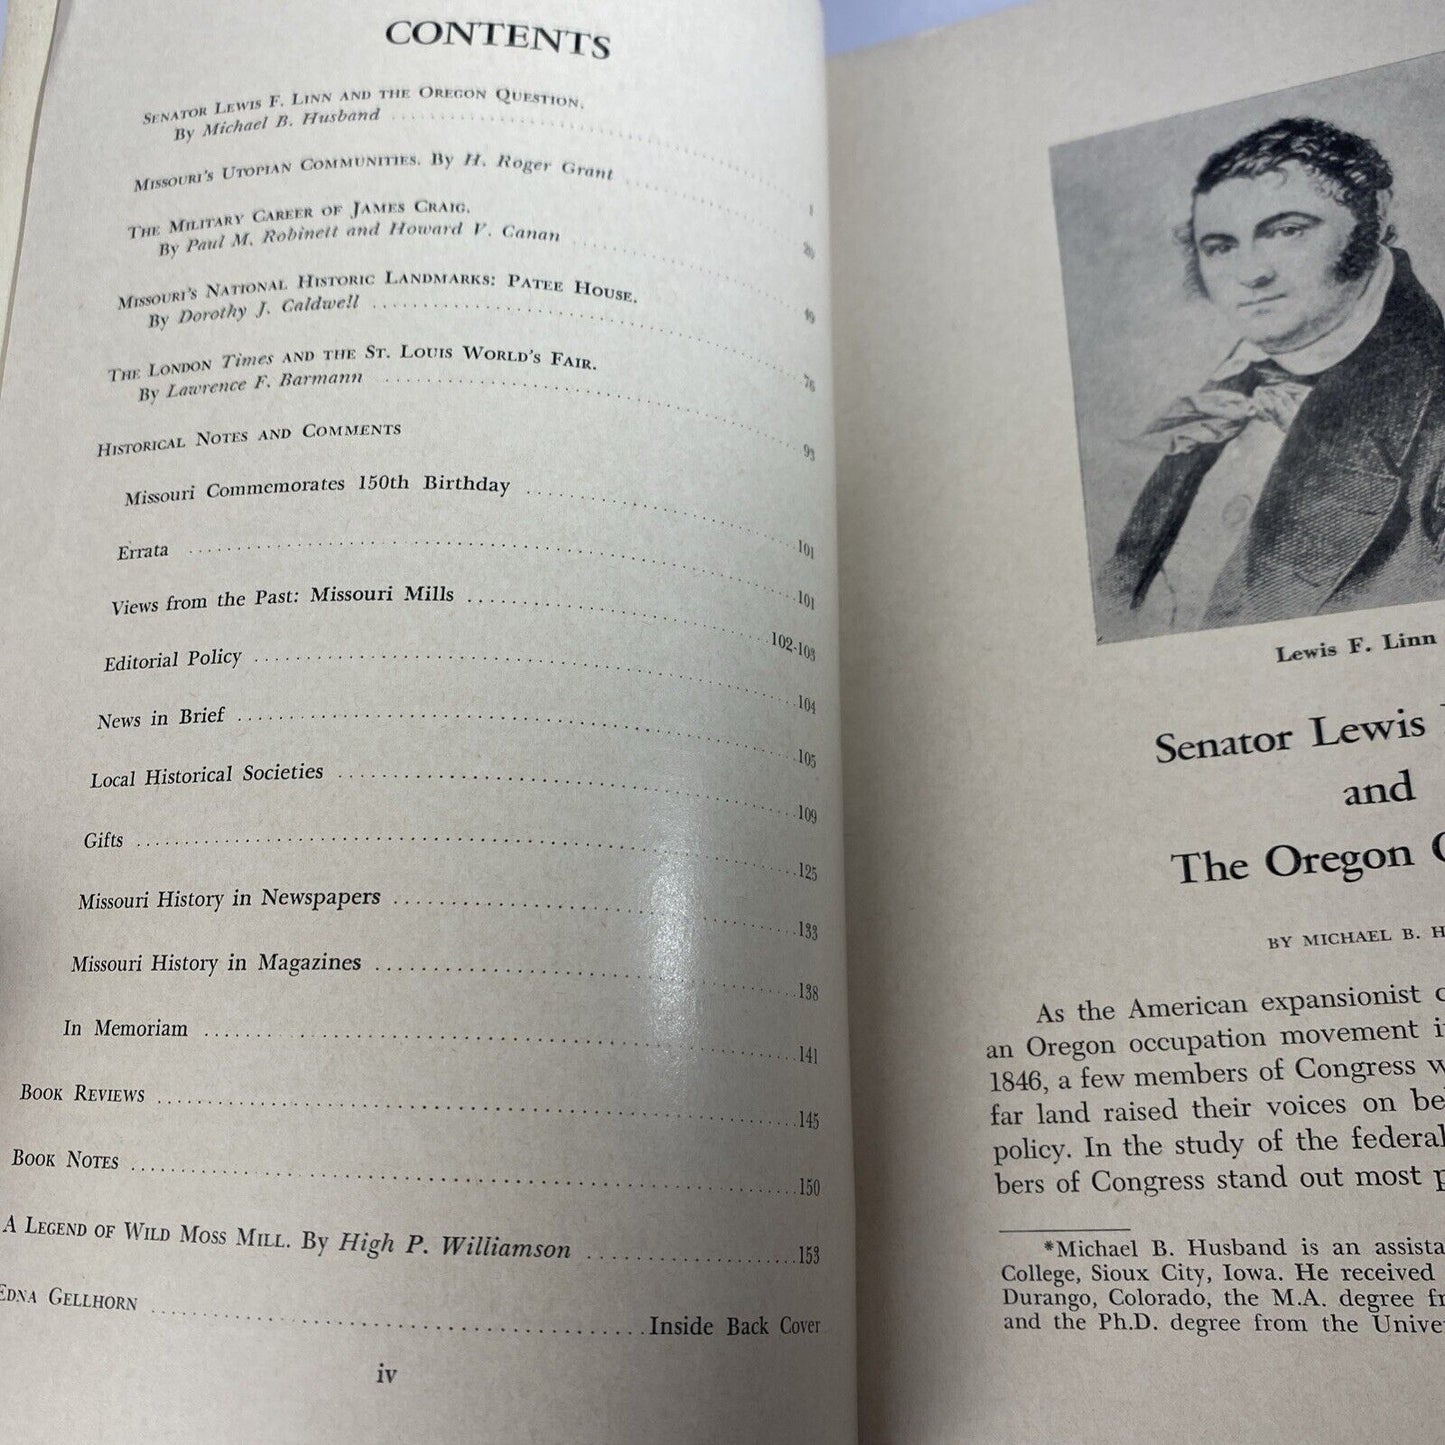 CONTENTS
SENATOR LEWIS F. LINN AND THE OREGON QUESTION.
By Michael B. Husband . . . . . 1
MISSOURI'S UTOPIAN COMMUNITIES. By H. Roger Grant . . . . . 20
THE MILITARY CAREER OF JAMES CRAIG.
By Paul M. Robinett and Howard V. Canan . . . . . 49
MISSOURI'S NATIONAL HISTORIC LANDMARKS: PATEE HOUSE.
By Dorothy J. Caldwell . . . . . 76
THE LONDON Times AND THE ST. LOUIS WORLD'S FAIR.
By Lawrence F. Barmann . . . . . 93
HISTORICAL NOTES AND COMMENTS
Missouri Commemorates 150th Birthday . . . . . 101
Errata . . . . . 101
Views from the Past: Missouri Mills . . . . . 102-103
Editorial Policy . . . . . 104
News in Brief . . . . . 105
Local Historical Societies . . . . . 109
Gifts . . . . . 125
Missouri History in Newspapers . . . . . 133
Missouri History in Magazines . . . . . 138
In Memoriam . . . . . 141
BOOK REVIEWS . . . . . 145
BOOK NOTES . . . . . 150
A LEGEND OF WILD MOSS MILL. By High P. Williamson . . . . . 153
EDNA GELLHORN . . . . . Inside Back Cover
iv
Lewis F. Linn
Senator Lewis
and
The Oregon
BY MICHAEL B. H
As the American expansionist
an Oregon occupation movement
1846, a few members of Congress w
far land raised their voices on be
policy. In the study of the federal
bers of Congress stand out most p
*Michael B. Husband is an assista
College, Sioux City, Iowa. He received
Durango, Colorado, the M.A. degree fr
and the Ph.D. degree from the Unive